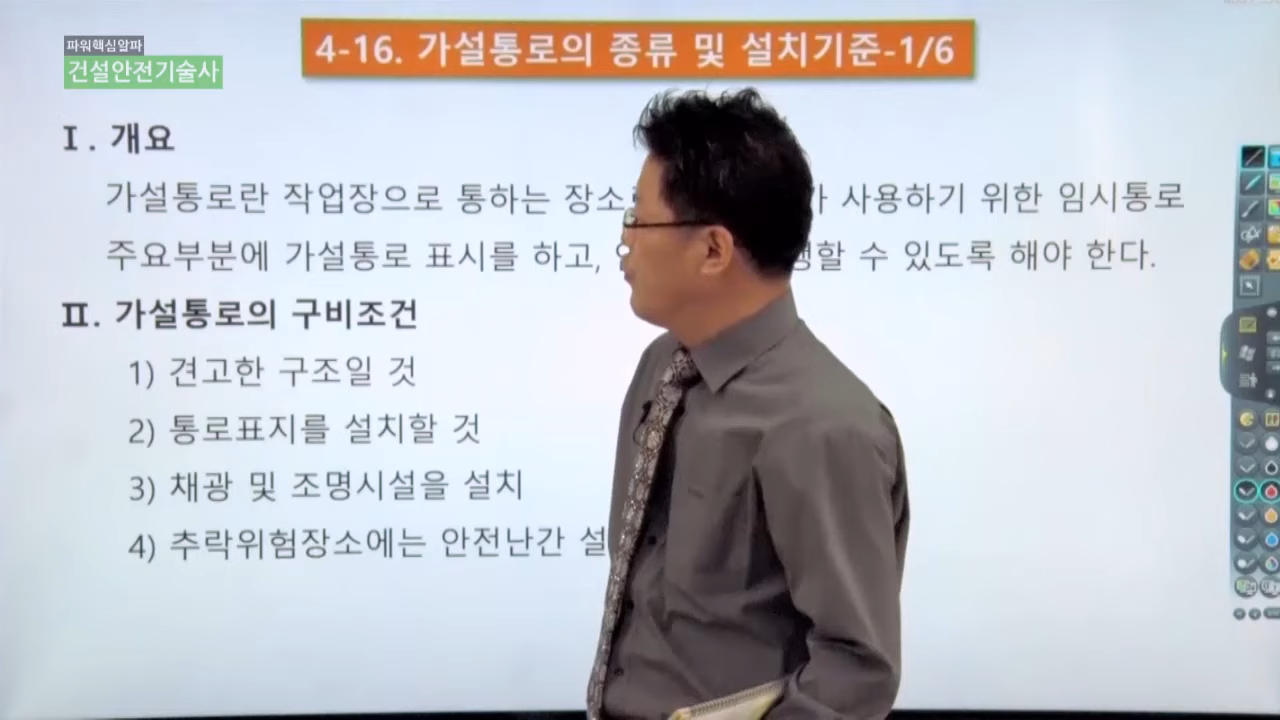 파워핵심알파
건설안전기술사
4-16. 가설통로의 종류 및 설치기준-1/6
Ⅰ. 개요
가설통로란 작업장으로 통하는 장소 사용하기 위한 임시통로
주요부분에 가설통로 표시를 하고, 수 있도록 해야 한다.
Ⅱ. 가설통로의 구비조건
1) 견고한 구조일 것
2) 통로표지를 설치할 것
3) 채광 및 조명시설을 설치
4) 추락위험장소에는 안전난간 설